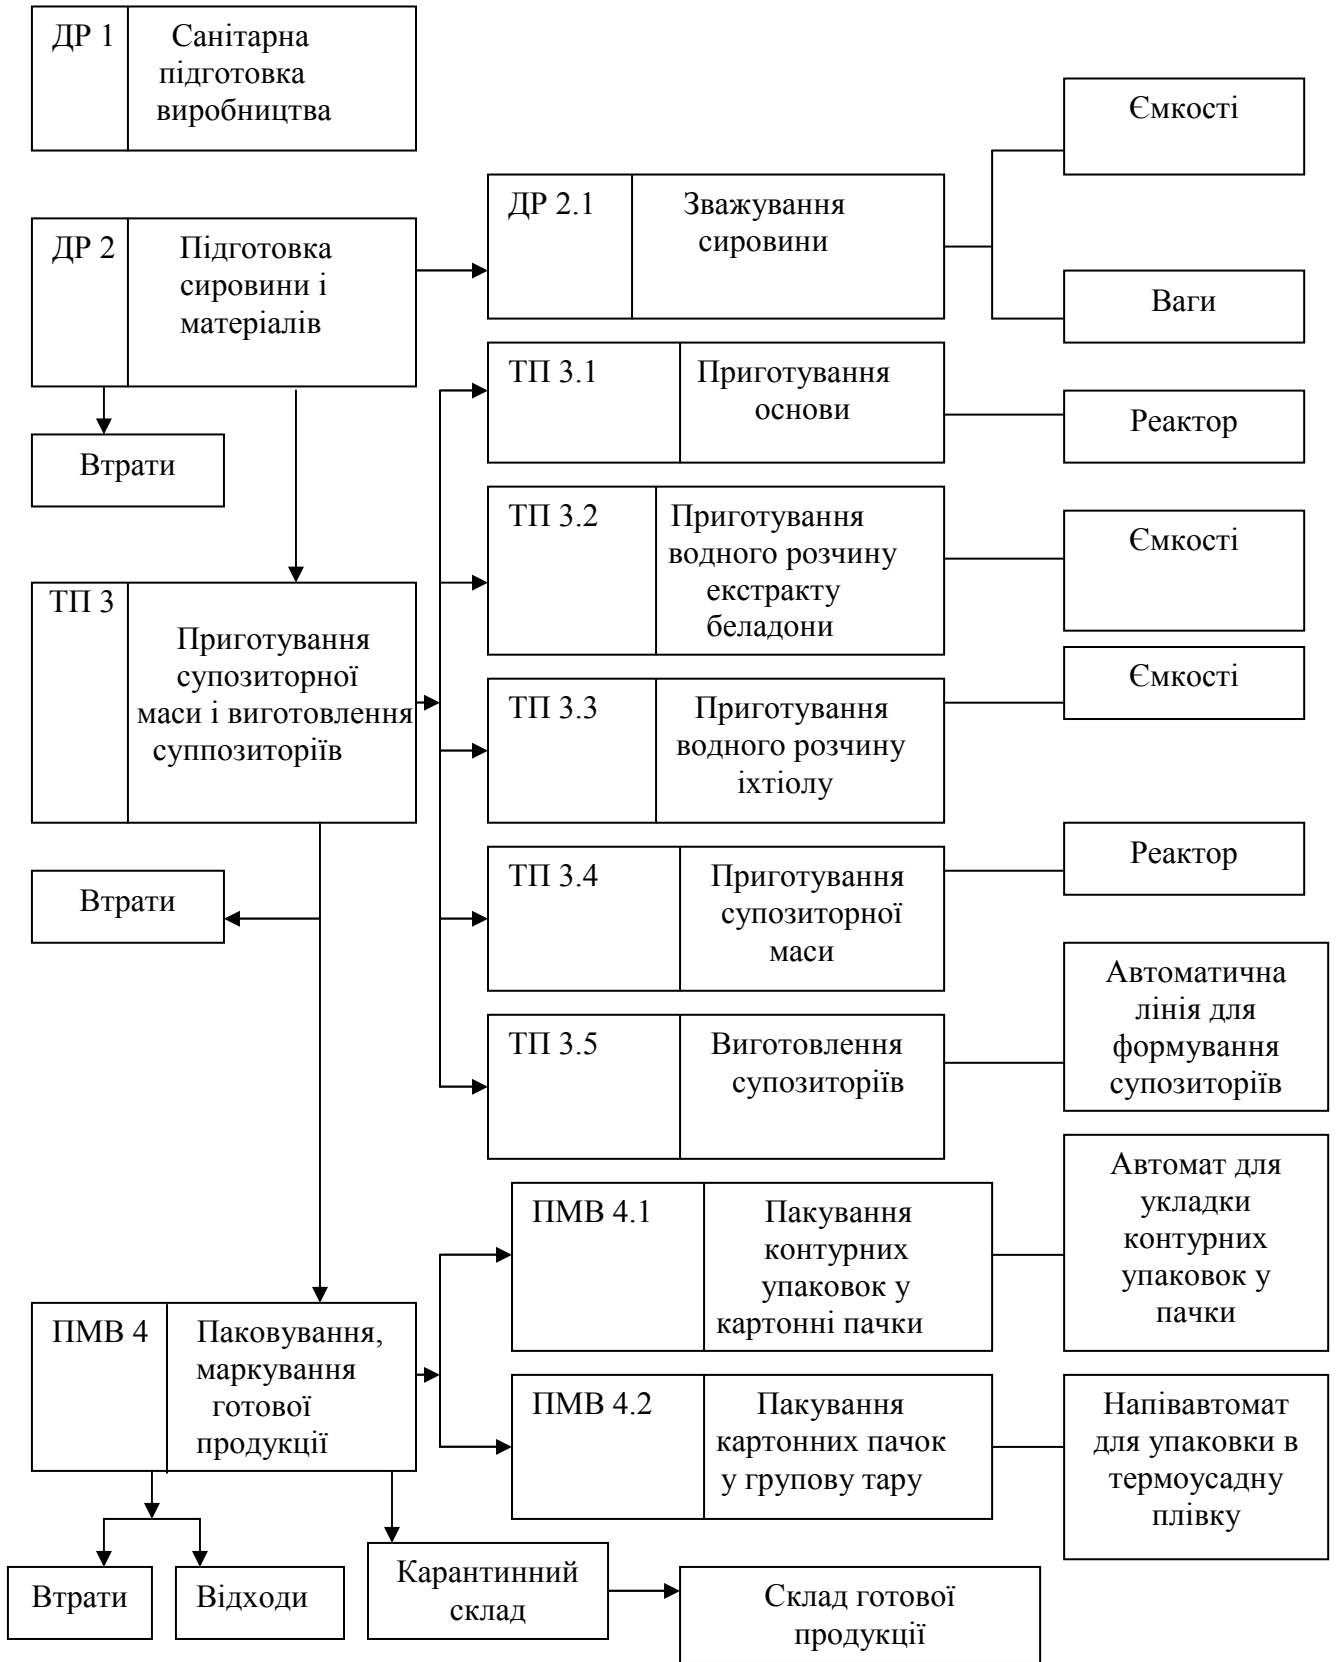 ДР 1
Санітарна
підготовка
виробництва
Ємкості
ДР 2.1
Зважування
сировини
ДР 2
Підготовка
сировини і
матеріалів
Ваги
ТП 3.1
Приготування
основи
Реактор
Втрати
ТП 3.2
Приготування
водного розчину
екстракту
беладони
Ємкості
ТП 3
Приготування
супозиторної
маси і виготовлення
суппозиторіїв
ТП 3.3
Приготування
водного розчину
іхтіолу
Ємкості
ТП 3.4
Приготування
супозиторної
маси
Реактор
Втрати
ТП 3.5
Виготовлення
супозиторіїв
Автоматична
лінія для
формування
супозиторіїв
ПМВ 4.1
Пакування
контурних
упаковок у
картонні пачки
Автомат для
укладки
контурних
упаковок у
пачки
ПМВ 4
Паковування,
маркування
готової
продукції
ПМВ 4.2
Пакування
картонних пачок
у групову тару
Напівавтомат
для упаковки в
термоусадну
плівку
Втрати
Відходи
Карантинний
склад
Склад готової
продукції